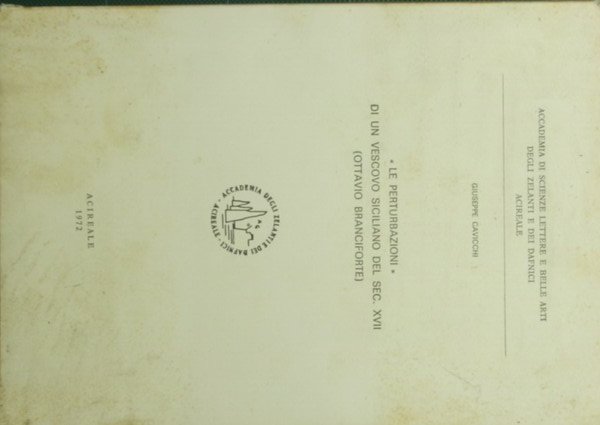 ACCADEMIA DI SCIENZE LETTERE E BELLE ARTI
DEGLI ZELANTI E DEI DAFNICI
ACIREALE
GIUSEPPE CAVIOCHI
« LE PERTURBAZIONI »
DI UN VESCOVO SICILIANO DEL SEC. XVII
(OTTAVIO BRANCIFORTE)
ACCADEMIA DEGLI ZELANTI E DEI DAFNICI - ACIREALE -
ACIREALE
1972